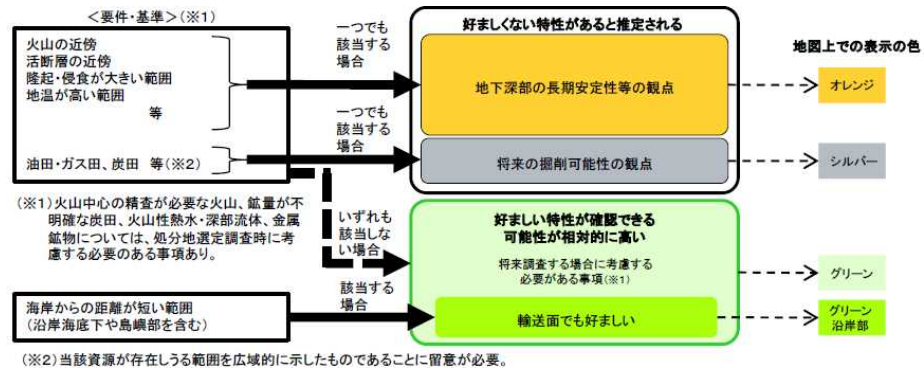 <要件・基準>(※1)
火山の近傍
活断層の近傍
隆起・侵食が大きい範囲
地温が高い範囲
等
油田・ガス田、炭田 等(※2)
(※1)火山中心の精査が必要な火山、鉱量が不
明確な炭田、火山性熱水・深部流体、金属
鉱物については、処分地選定調査時に考
慮する必要のある事項あり。
海岸からの距離が短い範囲
(沿岸海底下や島嶼部を含む)
一つでも
該当する
場合
一つでも
該当する
場合
いずれも
該当しな
い場合
該当する
場合
好ましくない特性があると推定される
地下深部の長期安定性等の観点
将来の掘削可能性の観点
好ましい特性が確認できる
可能性が相対的に高い
将来調査する場合に考慮する
必要がある事項(※1)
輸送面でも好ましい
地図上での表示の色
オレンジ
シルバー
グリーン
グリーン
沿岸部
(※2)当該資源が存在しうる範囲を広域的に示したものであることに留意が必要。